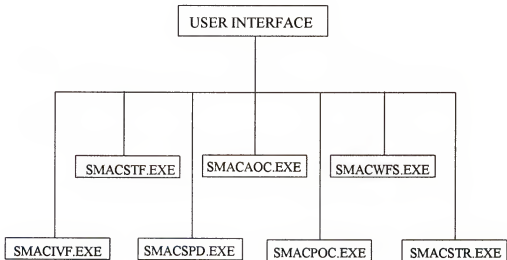 USER INTERFACE
SMACSTF.EXE
SMACAOC.EXE
SMACWFS.EXE
SMACIVF.EXE
SMACSPD.EXE
SMACPOC.EXE
SMACSTR.EXE